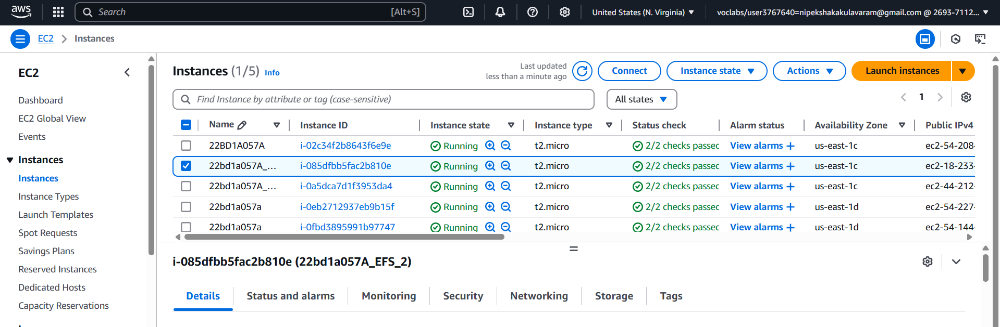 aws
Search [Alt+S] United States (N. Virginia) voclabs/user3767640=nipekshakakulavaram@gmail.com @ 2693-7112...
EC2 Instances
EC2
Dashboard
EC2 Global View
Events
Instances
Instances
Instance Types
Launch Templates
Spot Requests
Savings Plans
Reserved Instances
Dedicated Hosts
Capacity Reservations
Instances (1/5) Info
Last updated
less than a minute ago
Connect Instance state Actions Launch instances
Find Instance by attribute or tag (case-sensitive) All states 1
Name Instance ID Instance state Instance type Status check Alarm status Availability Zone Public IPv4
22BD1A057A i-02c34f2b8643f6e9e Running t2.micro 2/2 checks passed View alarms + us-east-1c ec2-54-208-
22bd1a057A_... i-085dfbb5fac2b810e Running t2.micro 2/2 checks passed View alarms + us-east-1c ec2-18-233-
22bd1a057A_... i-0a5dca7d1f3953da4 Running t2.micro 2/2 checks passed View alarms + us-east-1c ec2-44-212-
22bd1a057a i-0eb2712937eb9b15f Running t2.micro 2/2 checks passed View alarms + us-east-1d ec2-54-227-
22bd1a057a i-0fbd3895991b97747 Running t2.micro 2/2 checks passed View alarms + us-east-1d ec2-54-144-
i-085dfbb5fac2b810e (22bd1a057A_EFS_2)
Details Status and alarms Monitoring Security Networking Storage Tags